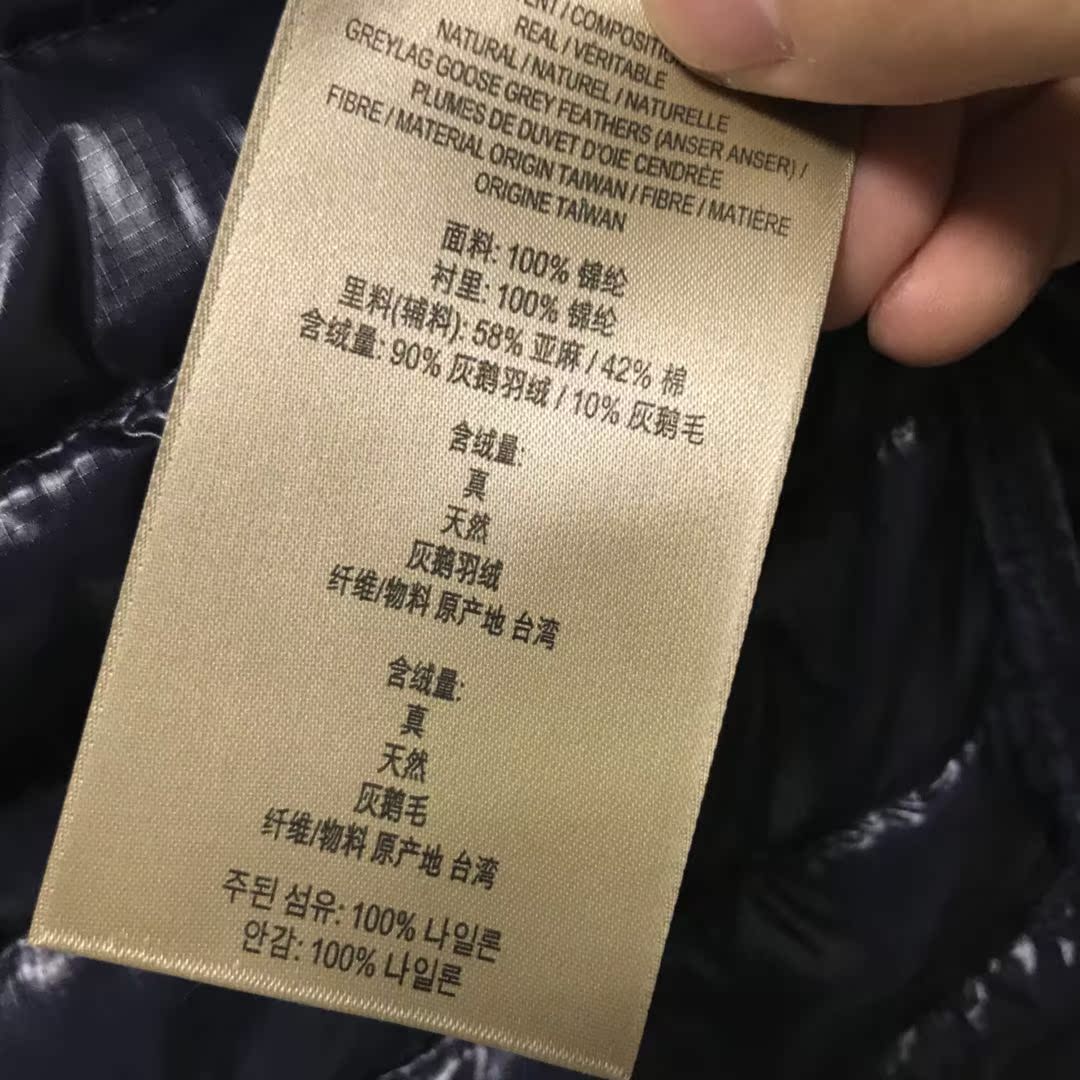 ENT / COMPOSITIO
REAL / VÉRITABLE
NATURAL / NATUREL / NATURELLE
GREYLAG GOOSE GREY FEATHERS (ANSER ANSER) /
PLUMES DE DUVET D'OIE CENDRÉE
FIBRE / MATERIAL ORIGIN TAIWAN / FIBRE / MATIÈRE
ORIGINE TAÏWAN
面料: 100% 锦纶
衬里: 100% 锦纶
里料(辅料): 58% 亚麻 / 42% 棉
含绒量: 90% 灰鹅羽绒 / 10% 灰鹅毛
含绒量:
真
天然
灰鹅羽绒
纤维/物料 原产地 台湾
含绒量:
真
天然
灰鹅毛
纤维/物料 原产地 台湾
주된 섬유: 100% 나일론
안감: 100% 나일론